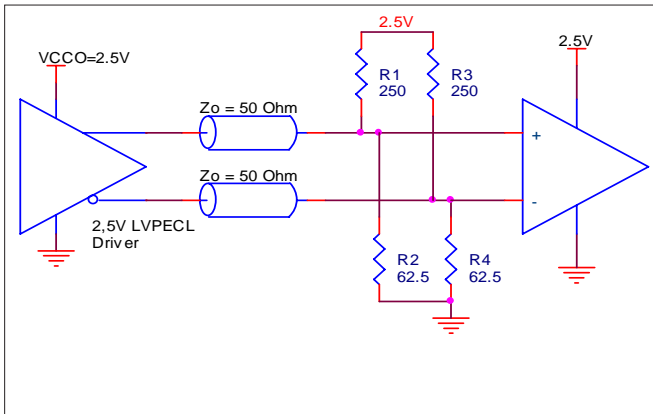 2.5V
VCCO=2.5V
2.5V
R1
250
R3
250
Zo = 50 Ohm
+
Zo = 50 Ohm
-
2,5V LVPECL
Driver
R2
62.5
R4
62.5